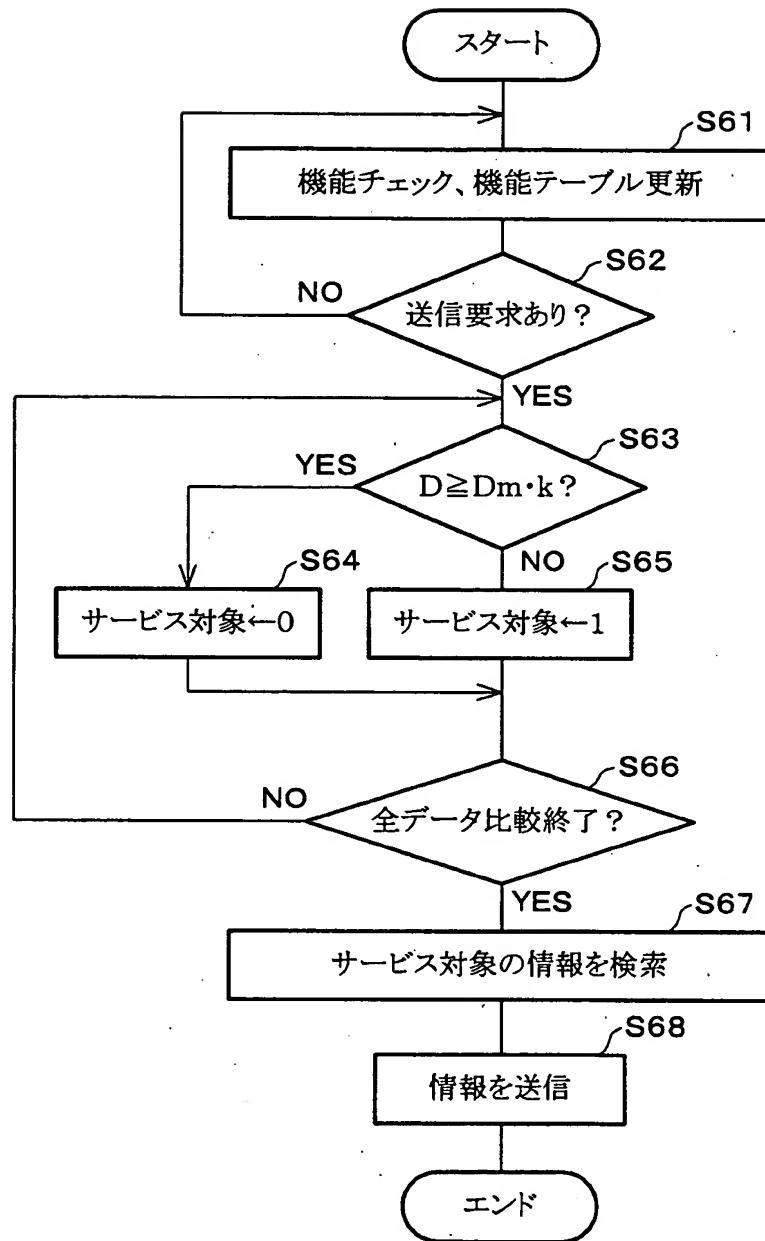 スタート
S61
機能チェック、機能テーブル更新
S62
NO
送信要求あり?
YES
S63
YES
D≧Dm・k?
S64
NO
S65
サービス対象←0
サービス対象←1
S66
NO
全データ比較終了?
YES
S67
サービス対象の情報を検索
S68
情報を送信
エンド